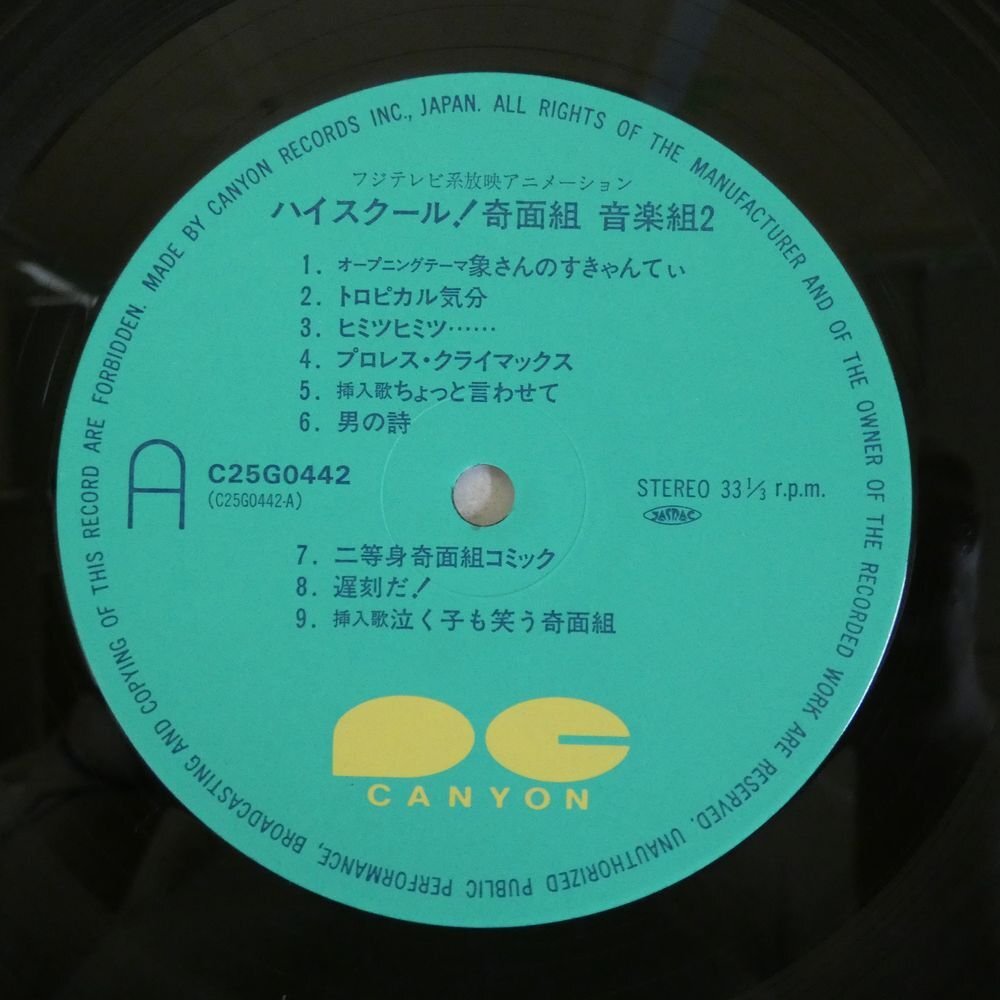 フジテレビ系放映アニメーション
ハイスクール!奇面組 音楽組2
1. オープニングテーマ象さんのすきゃんてぃ
2. トロピカル気分
3. ヒミツヒミツ……
4. プロレス・クライマックス
5. 挿入歌ちょっと言わせて
6. 男の詩
A
C25G0442
(C25G0442-A)
STEREO 33 1/3 r.p.m.
JASRAC
7. 二等身奇面組コミック
8. 遅刻だ!
9. 挿入歌泣く子も笑う奇面組
PC
CANYON
MADE BY CANYON RECORDS INC., JAPAN. ALL RIGHTS OF THE MANUFACTURER AND OF THE OWNER OF THE RECORDED WORK ARE RESERVED. UNAUTHORIZED PUBLIC PERFORMANCE, BROADCASTING AND COPYING OF THIS RECORD ARE FORBIDDEN.